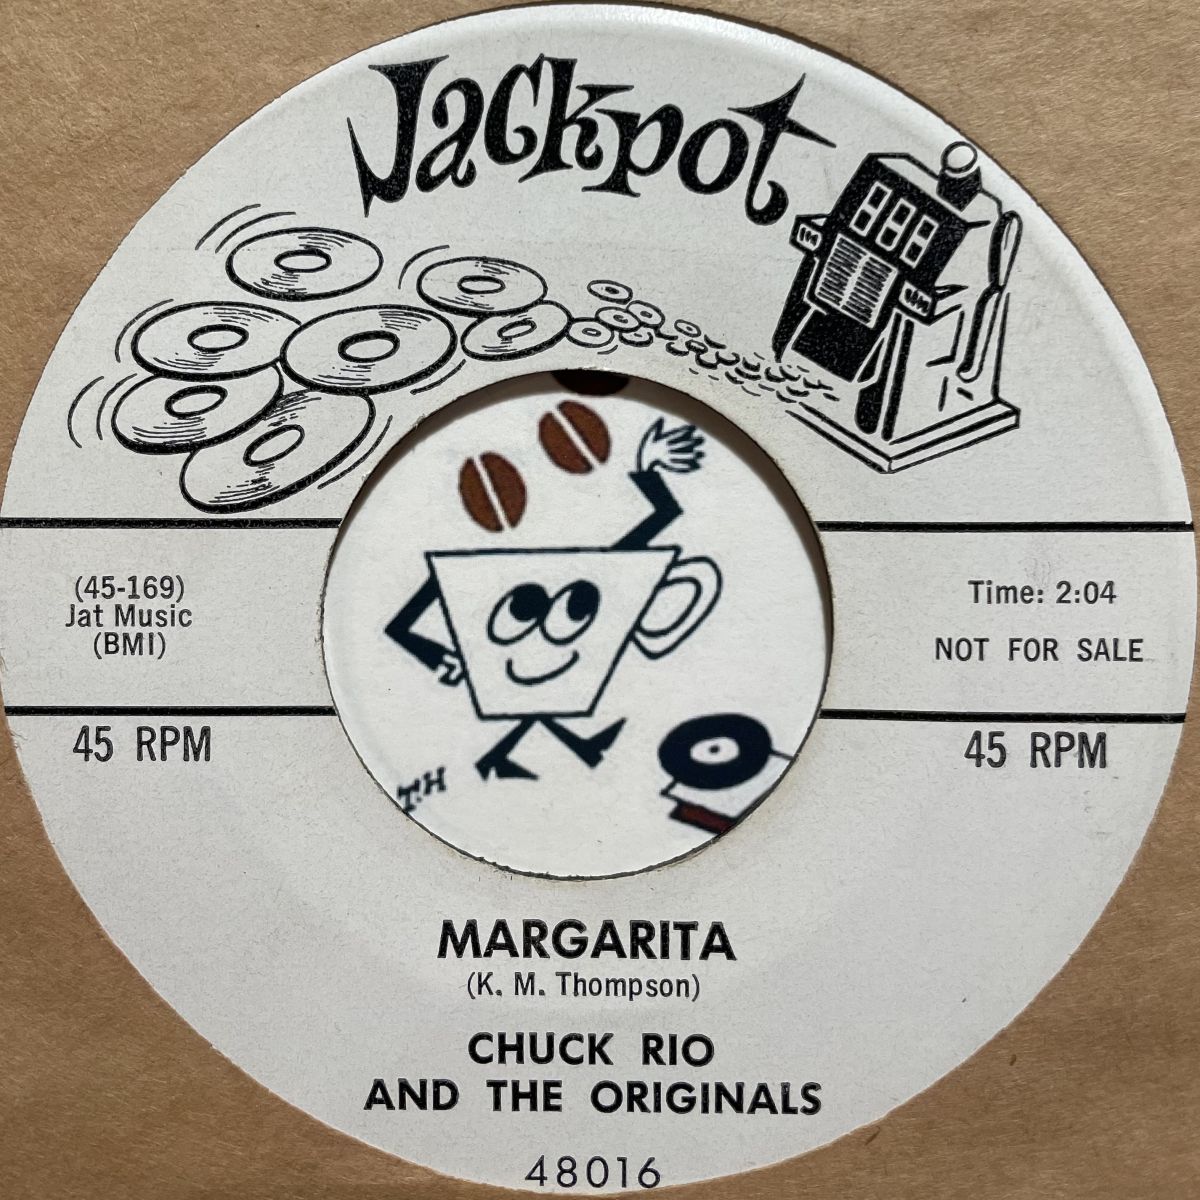 Jackpot
(45-169)
Jat Music
(BMI)
Time: 2:04
NOT FOR SALE
45 RPM
45 RPM
T.H
MARGARITA
(K. M. Thompson)
CHUCK RIO
AND THE ORIGINALS
48016